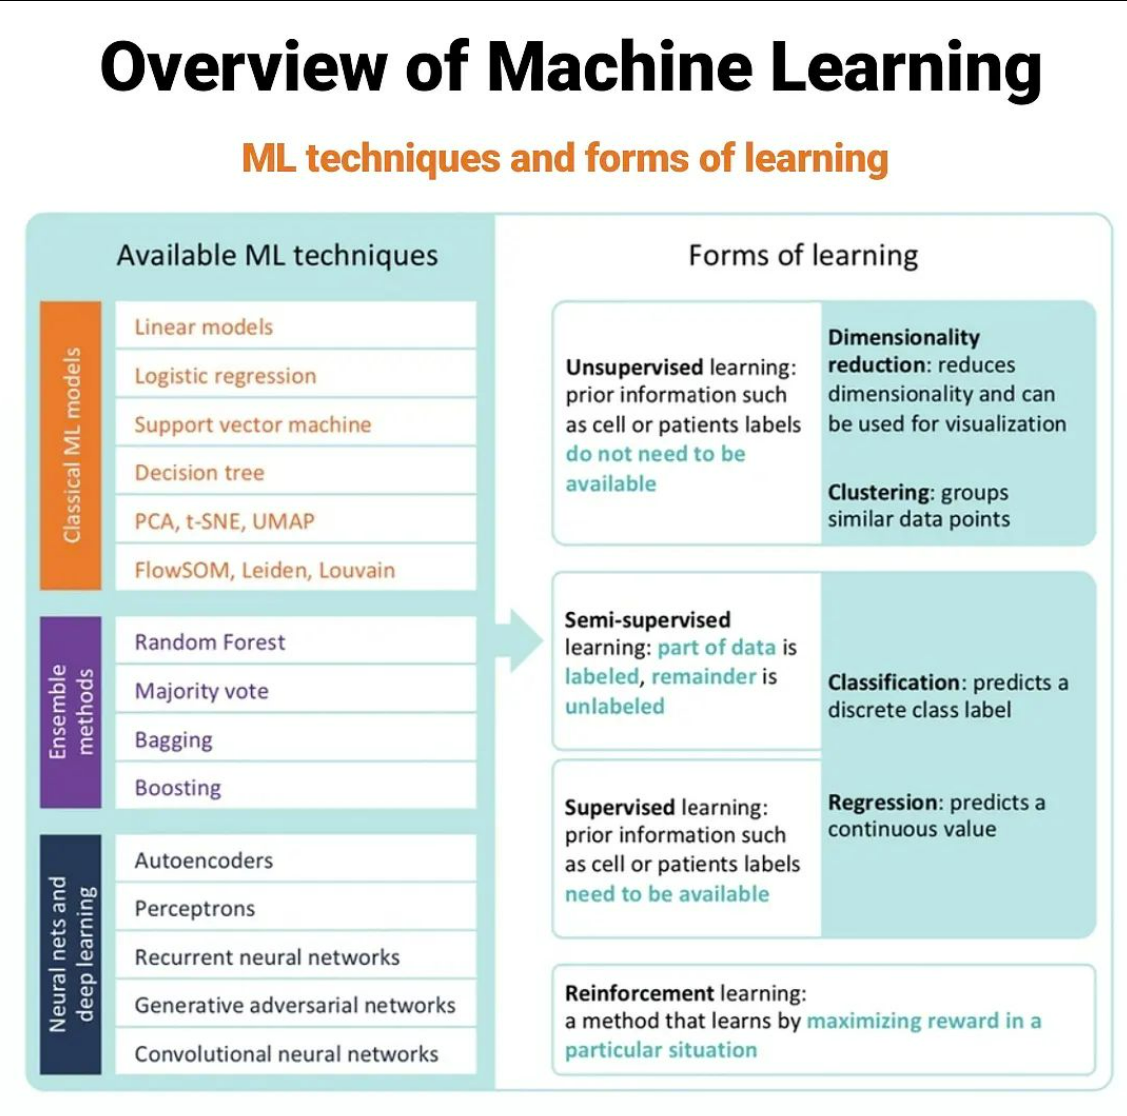 Overview of Machine Learning
ML techniques and forms of learning
Available ML techniques
Classical ML models
Linear models
Logistic regression
Support vector machine
Decision tree
PCA, t-SNE, UMAP
FlowSOM, Leiden, Louvain
Ensemble
methods
Random Forest
Majority vote
Bagging
Boosting
Neural nets and
deep learning
Autoencoders
Perceptrons
Recurrent neural networks
Generative adversarial networks
Convolutional neural networks
Forms of learning
Unsupervised learning:
prior information such
as cell or patients labels
do not need to be
available
Dimensionality
reduction: reduces
dimensionality and can
be used for visualization
Clustering: groups
similar data points
Semi-supervised
learning: part of data is
labeled, remainder is
unlabeled
Supervised learning:
prior information such
as cell or patients labels
need to be available
Classification: predicts a
discrete class label
Regression: predicts a
continuous value
Reinforcement learning:
a method that learns by maximizing reward in a
particular situation